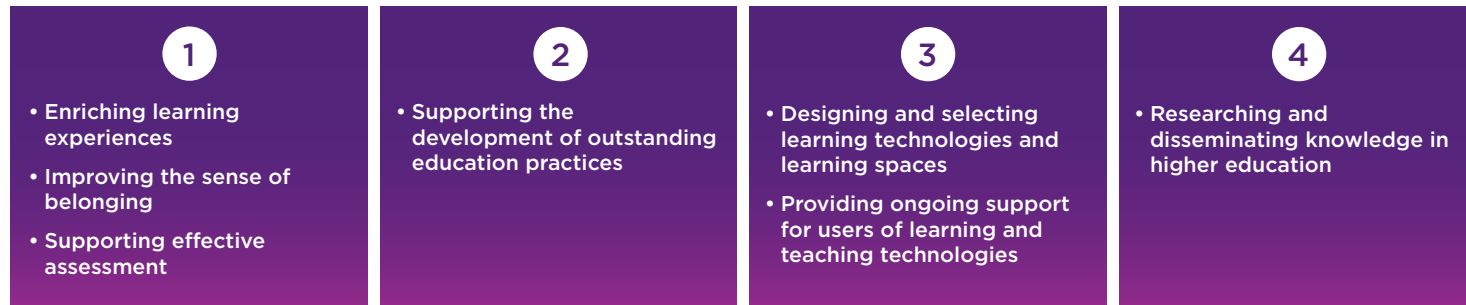 1
• Enriching learning
experiences
• Improving the sense of
belonging
• Supporting effective
assessment
2
• Supporting the
development of outstanding
education practices
3
• Designing and selecting
learning technologies and
learning spaces
• Providing ongoing support
for users of learning and
teaching technologies
4
• Researching and
disseminating knowledge in
higher education